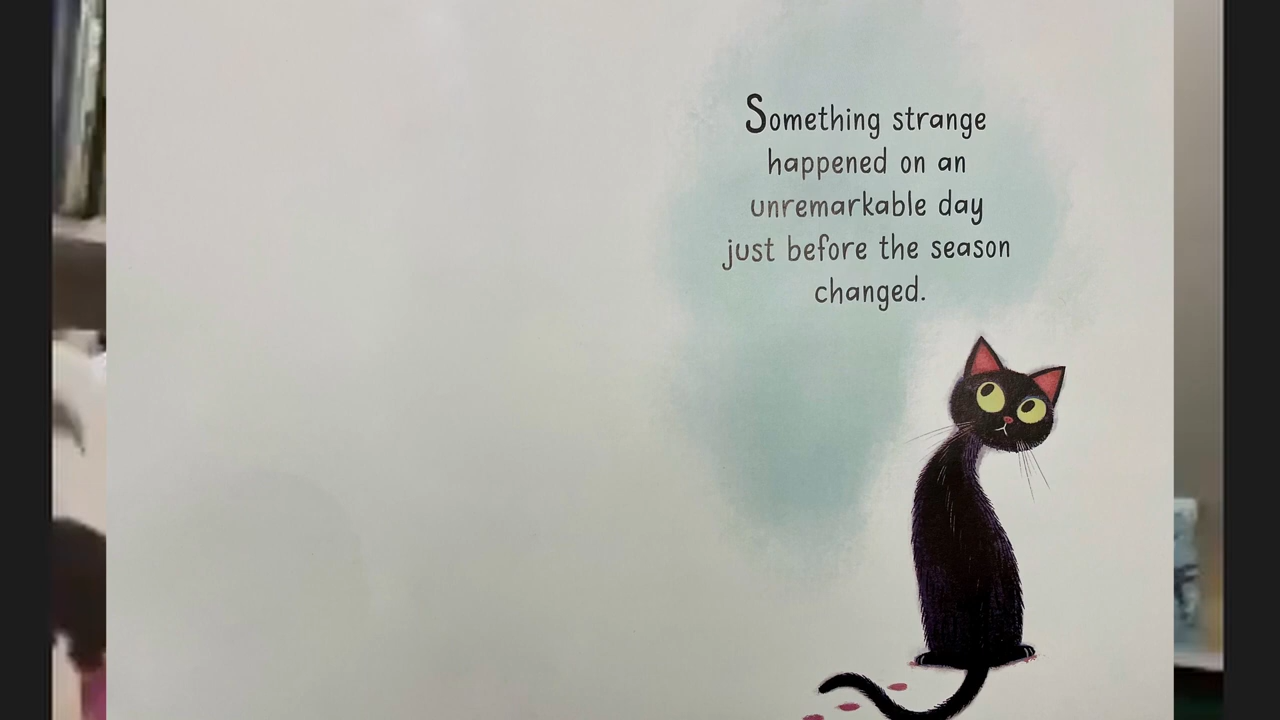 Something strange
happened on an
unremarkable day
just before the season
changed.